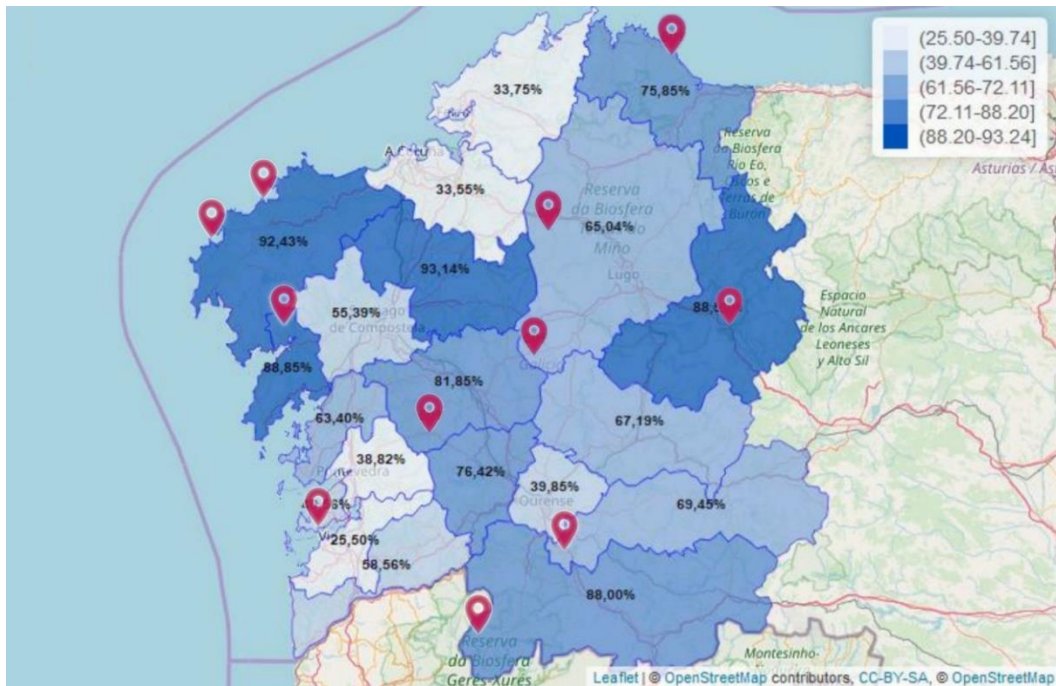 (25.50-39.74]
(39.74-61.56]
(61.56-72.11]
(72.11-88.20]
(88.20-93.24]
33,75%
75,85%
A Coruña
33,55%
Reserva
da Biosfera
Río Eo,
Oscos e
Terras de
Burón
Asturias / As
Reserva
da Biosfera
Miño
65,04%
92,43%
93,14%
Lugo
55,39%
de Compostela
Espacio
Natural
de los Ancares
Leoneses
y Alto Sil
88,85%
81,85%
63,40%
67,19%
38,82%
Pontevedra
76,42%
39,85%
Ourense
69,45%
25,50%
58,56%
88,00%
Reserva
da Biosfera
Gerês-Xurés
Montesinho-
Leaflet | © OpenStreetMap contributors, CC-BY-SA, © OpenStreetMap